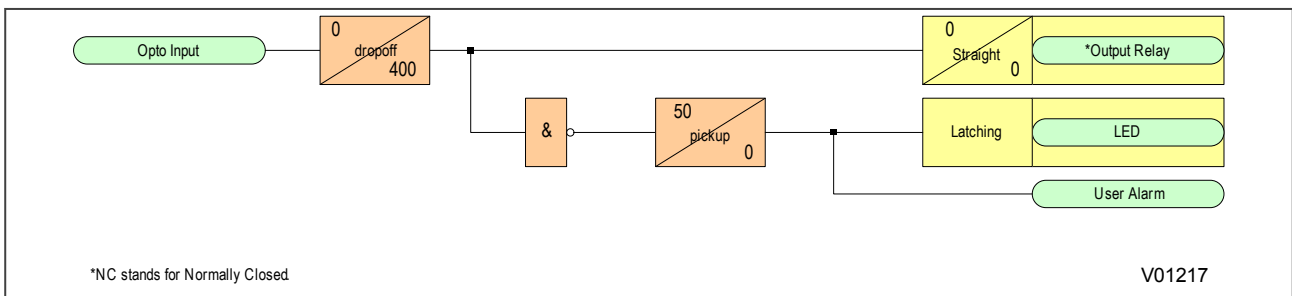 Opto Input
0
dropoff
400
0
Straight
0
*Output Relay
&
50
pickup
0
Latching
LED
User Alarm
*NC stands for Normally Closed.
V01217